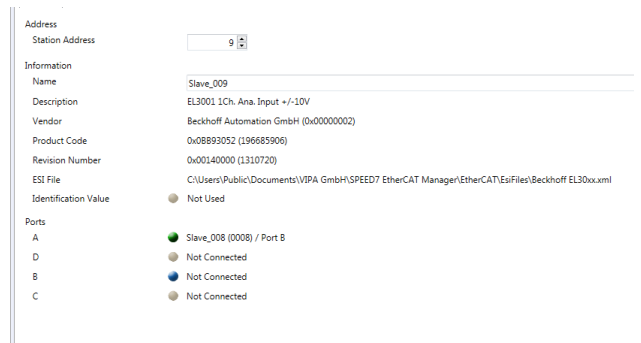 Address
Station Address 9
Information
Name Slave_009
Description EL3001 1Ch. Ana. Input +/-10V
Vendor Beckhoff Automation GmbH (0x00000002)
Product Code 0x0BB93052 (196685906)
Revision Number 0x00140000 (1310720)
ESI File C:\Users\Public\Documents\VIPA GmbH\SPEED7 EtherCAT Manager\EtherCAT\EsiFiles\Beckhoff EL30xx.xml
Identification Value Not Used
Ports
A Slave_008 (0008) / Port B
D Not Connected
B Not Connected
C Not Connected